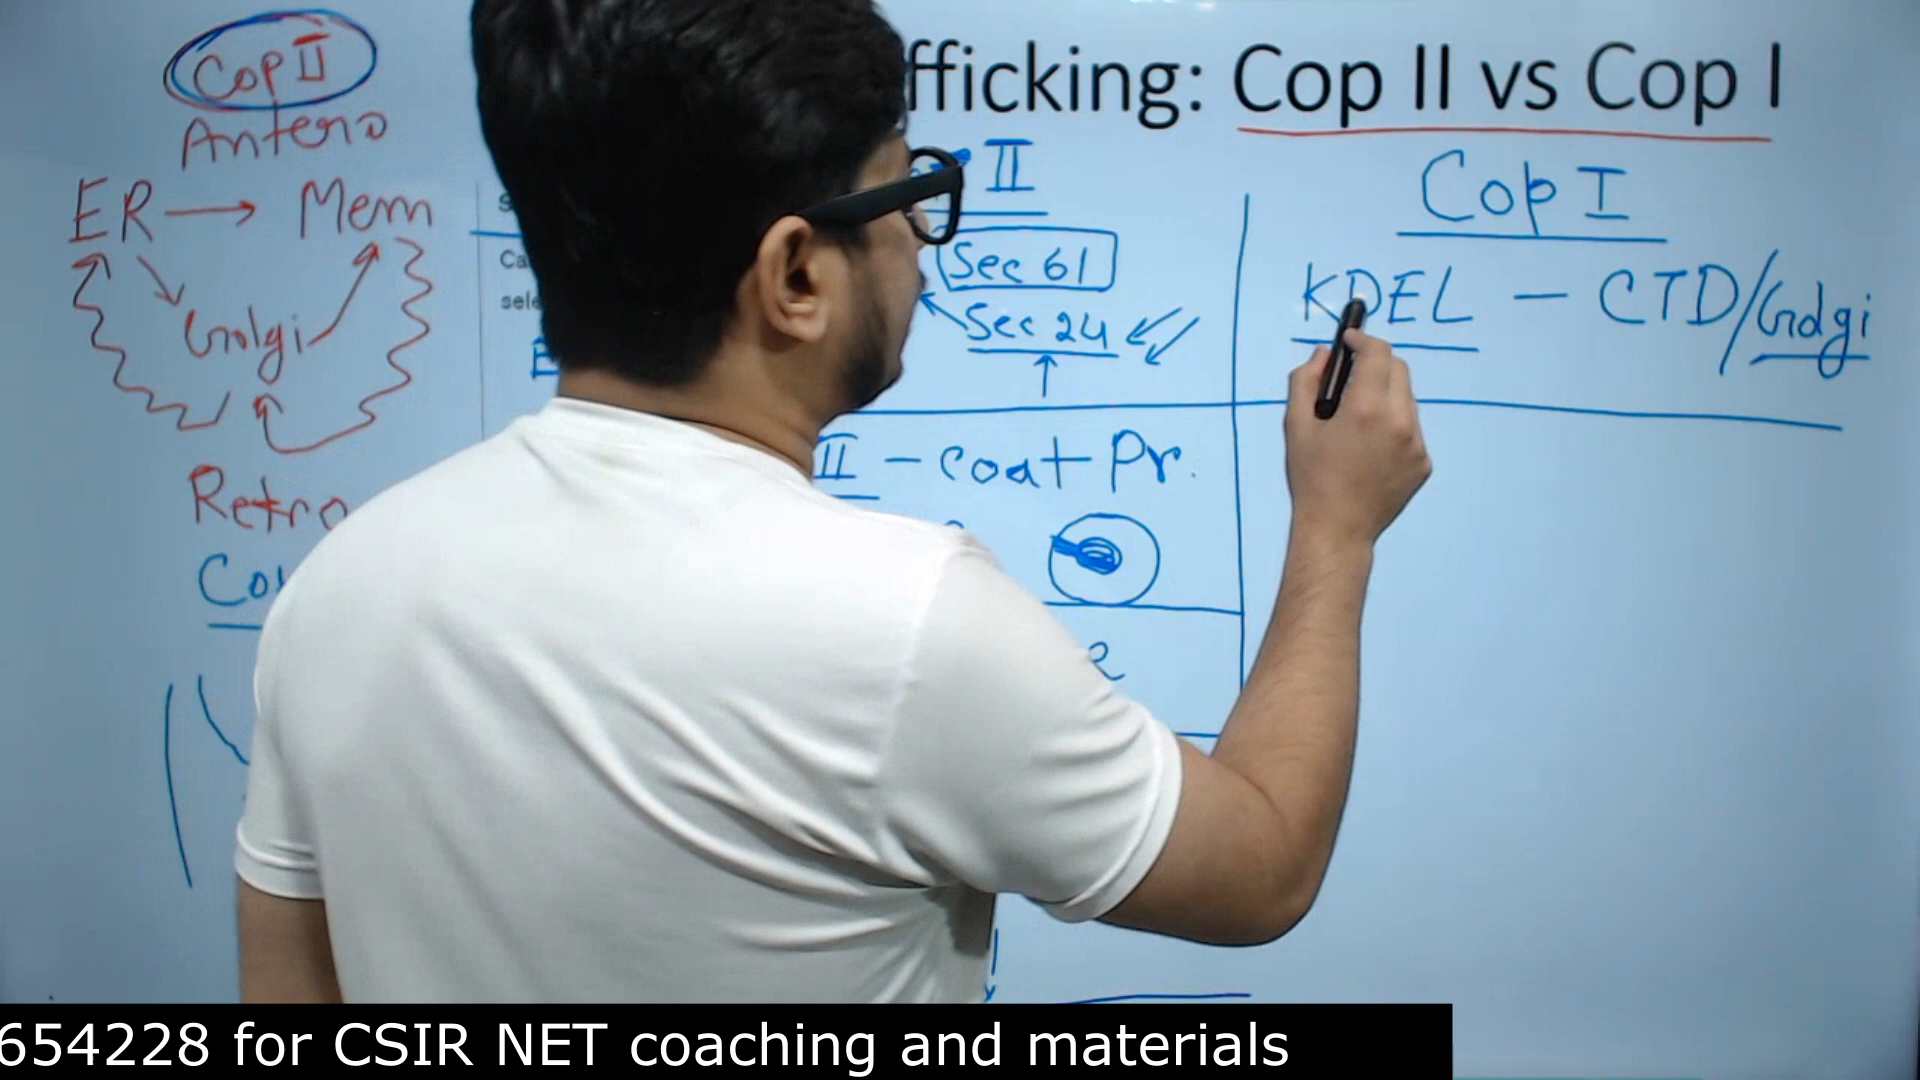 fficking: Cop II vs Cop I
Cop II
Antero
ER → Mem
Golgi
Retro
II
Sec 61
Sec 24
II - coat Pr.
Cop I
KDEL - CTD/Golgi
654228 for CSIR NET coaching and materials